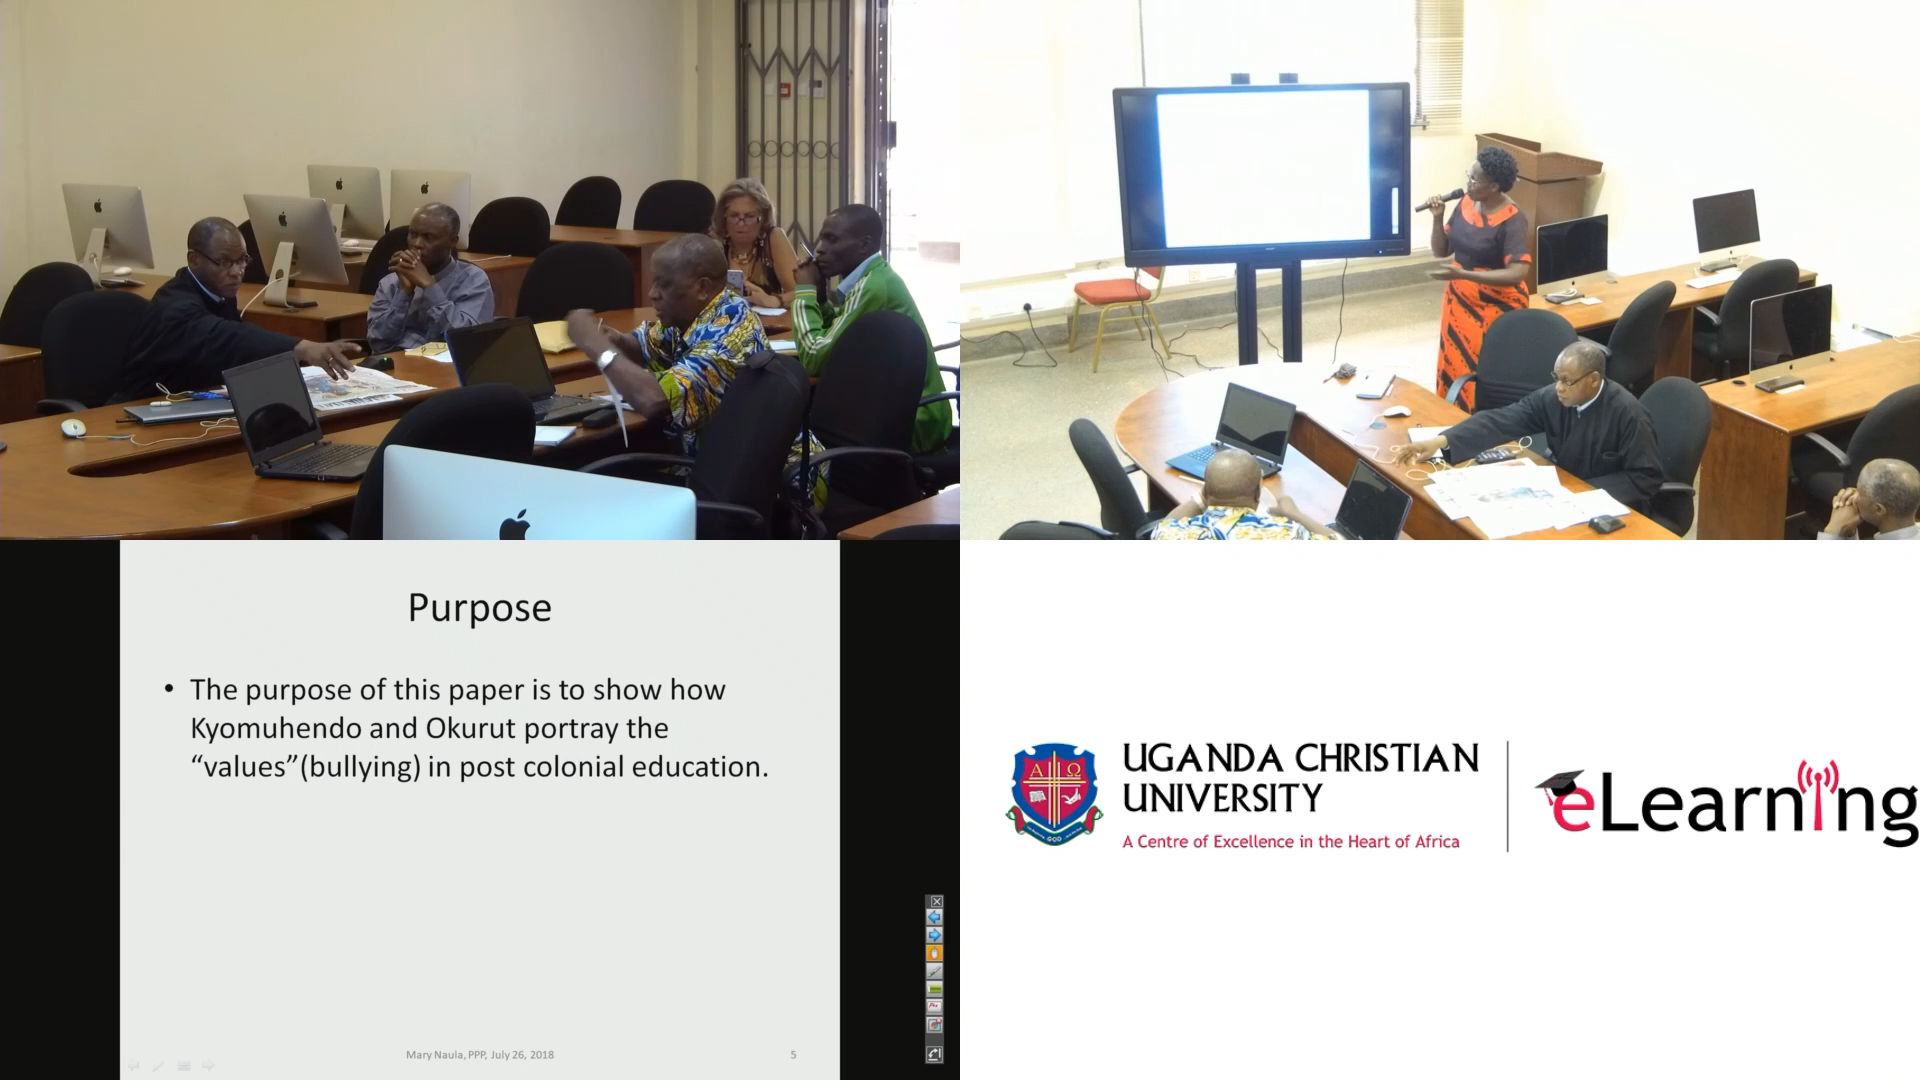 Purpose
• The purpose of this paper is to show how
Kyomuhendo and Okurut portray the
“values”(bullying) in post colonial education.
Mary Naula, PPP, July 26, 2018
5
UGANDA CHRISTIAN
UNIVERSITY
A Centre of Excellence in the Heart of Africa
A Ω
GOD
eLearning